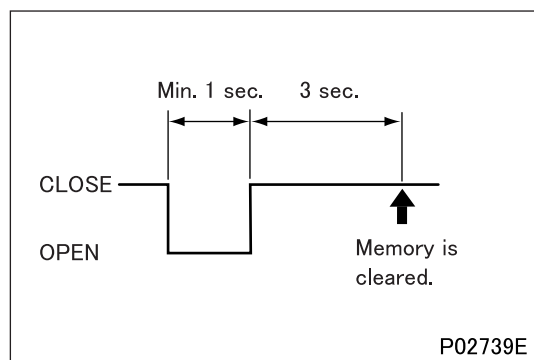 Min. 1 sec.
3 sec.
CLOSE
OPEN
Memory is
cleared.
P02739E